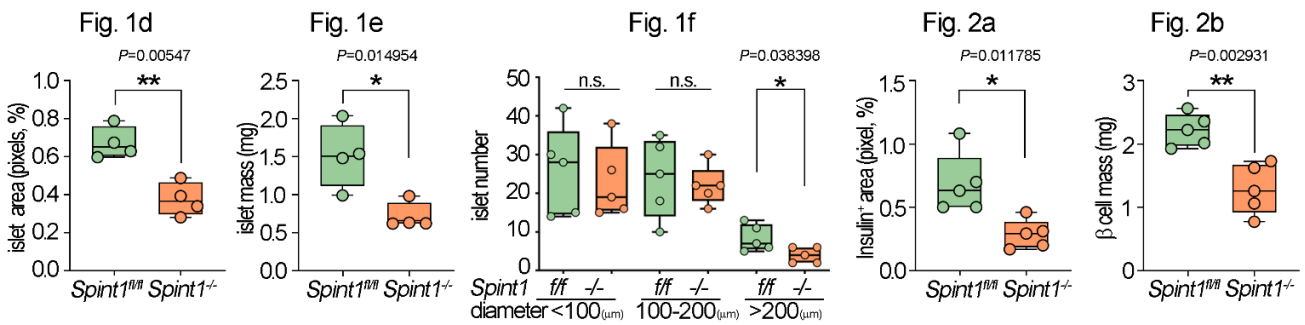 Fig. 1d
P=0.00547
**
1.0
0.8
0.6
0.4
0.2
0.0
islet area (pixels, %)
Spint1fl/fl Spint1-/-
Fig. 1e
P=0.014954
*
2.5
2.0
1.5
1.0
0.5
0.0
islet mass (mg)
Spint1fl/fl Spint1-/-
Fig. 1f
P=0.038398
n.s.
n.s.
*
50
40
30
20
10
0
islet number
Spint1 f/f -/- f/f -/- f/f -/-
diameter <100(μm) 100-200(μm) >200(μm)
Fig. 2a
P=0.011785
*
1.5
1.0
0.5
0.0
Insulin+ area (pixel, %)
Spint1fl/fl Spint1-/-
Fig. 2b
P=0.002931
**
3
2
1
0
β cell mass (mg)
Spint1fl/fl Spint1-/-